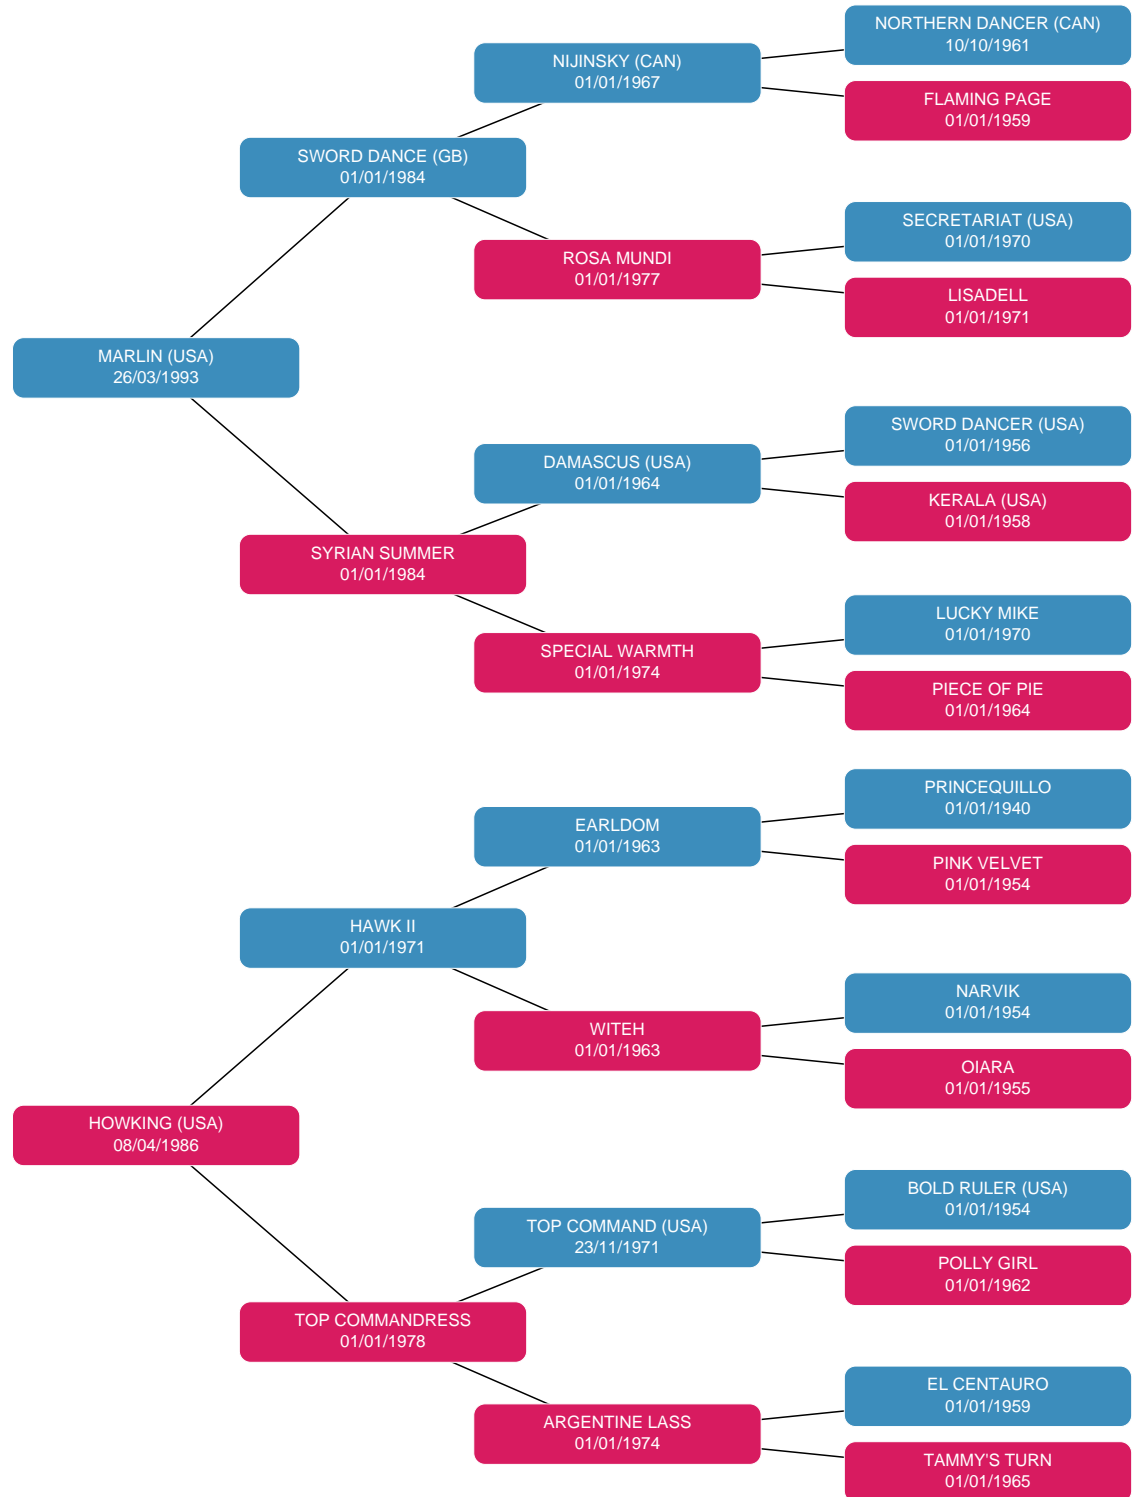 NORTHERN DANCER (CAN)
10/10/1961
NIJINSKY (CAN)
01/01/1967
FLAMING PAGE
01/01/1959
SWORD DANCE (GB)
01/01/1984
SECRETARIAT (USA)
01/01/1970
ROSA MUNDI
01/01/1977
LISADELL
01/01/1971
MARLIN (USA)
26/03/1993
SWORD DANCER (USA)
01/01/1956
DAMASCUS (USA)
01/01/1964
KERALA (USA)
01/01/1958
SYRIAN SUMMER
01/01/1984
LUCKY MIKE
01/01/1970
SPECIAL WARMTH
01/01/1974
PIECE OF PIE
01/01/1964
PRINCEQUILLO
01/01/1940
EARLDOM
01/01/1963
PINK VELVET
01/01/1954
HAWK II
01/01/1971
NARVIK
01/01/1954
WITEH
01/01/1963
OIARA
01/01/1955
HOWKING (USA)
08/04/1986
BOLD RULER (USA)
01/01/1954
TOP COMMAND (USA)
23/11/1971
POLLY GIRL
01/01/1962
TOP COMMANDRESS
01/01/1978
EL CENTAURO
01/01/1959
ARGENTINE LASS
01/01/1974
TAMMY'S TURN
01/01/1965